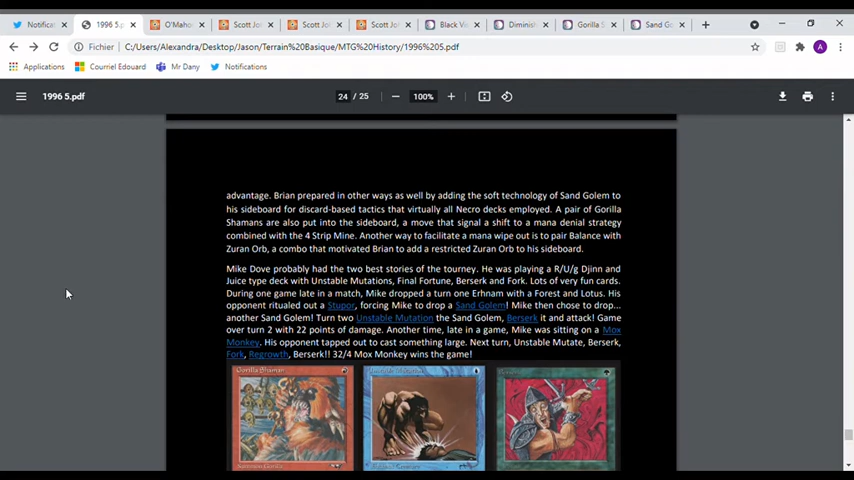 Notificat
1996 5.p
O'Maho
Scott Jo
Scott Jo
Scott Jo
Black Vi
Diminish
Gorilla S
Sand Go
Fichier
C:/Users/Alexandra/Desktop/Jason/Terrain%20Basique/MTG%20History/1996%205.pdf
A
Applications
Courriel Edouard
Mr Dany
Notifications
1996 5.pdf
24 / 25
100%
advantage. Brian prepared in other ways as well by adding the soft technology of Sand Golem to
his sideboard for discard-based tactics that virtually all Necro decks employed. A pair of Gorilla
Shamans are also put into the sideboard, a move that signal a shift to a mana denial strategy
combined with the 4 Strip Mine. Another way to facilitate a mana wipe out is to pair Balance with
Zuran Orb, a combo that motivated Brian to add a restricted Zuran Orb to his sideboard.
Mike Dove probably had the two best stories of the tourney. He was playing a R/U/g Djinn and
Juice type deck with Unstable Mutations, Final Fortune, Berserk and Fork. Lots of very fun cards.
During one game late in a match, Mike dropped a turn one Erhnam with a Forest and Lotus. His
opponent ritualed out a Stupor, forcing Mike to drop a Sand Golem! Mike then chose to drop...
another Sand Golem! Turn two Unstable Mutation the Sand Golem, Berserk it and attack! Game
over turn 2 with 22 points of damage. Another time, late in a game, Mike was sitting on a Mox
Monkey. His opponent tapped out to cast something large. Next turn, Unstable Mutate, Berserk,
Fork, Regrowth, Berserk!! 32/4 Mox Monkey wins the game!
Gorilla Shaman